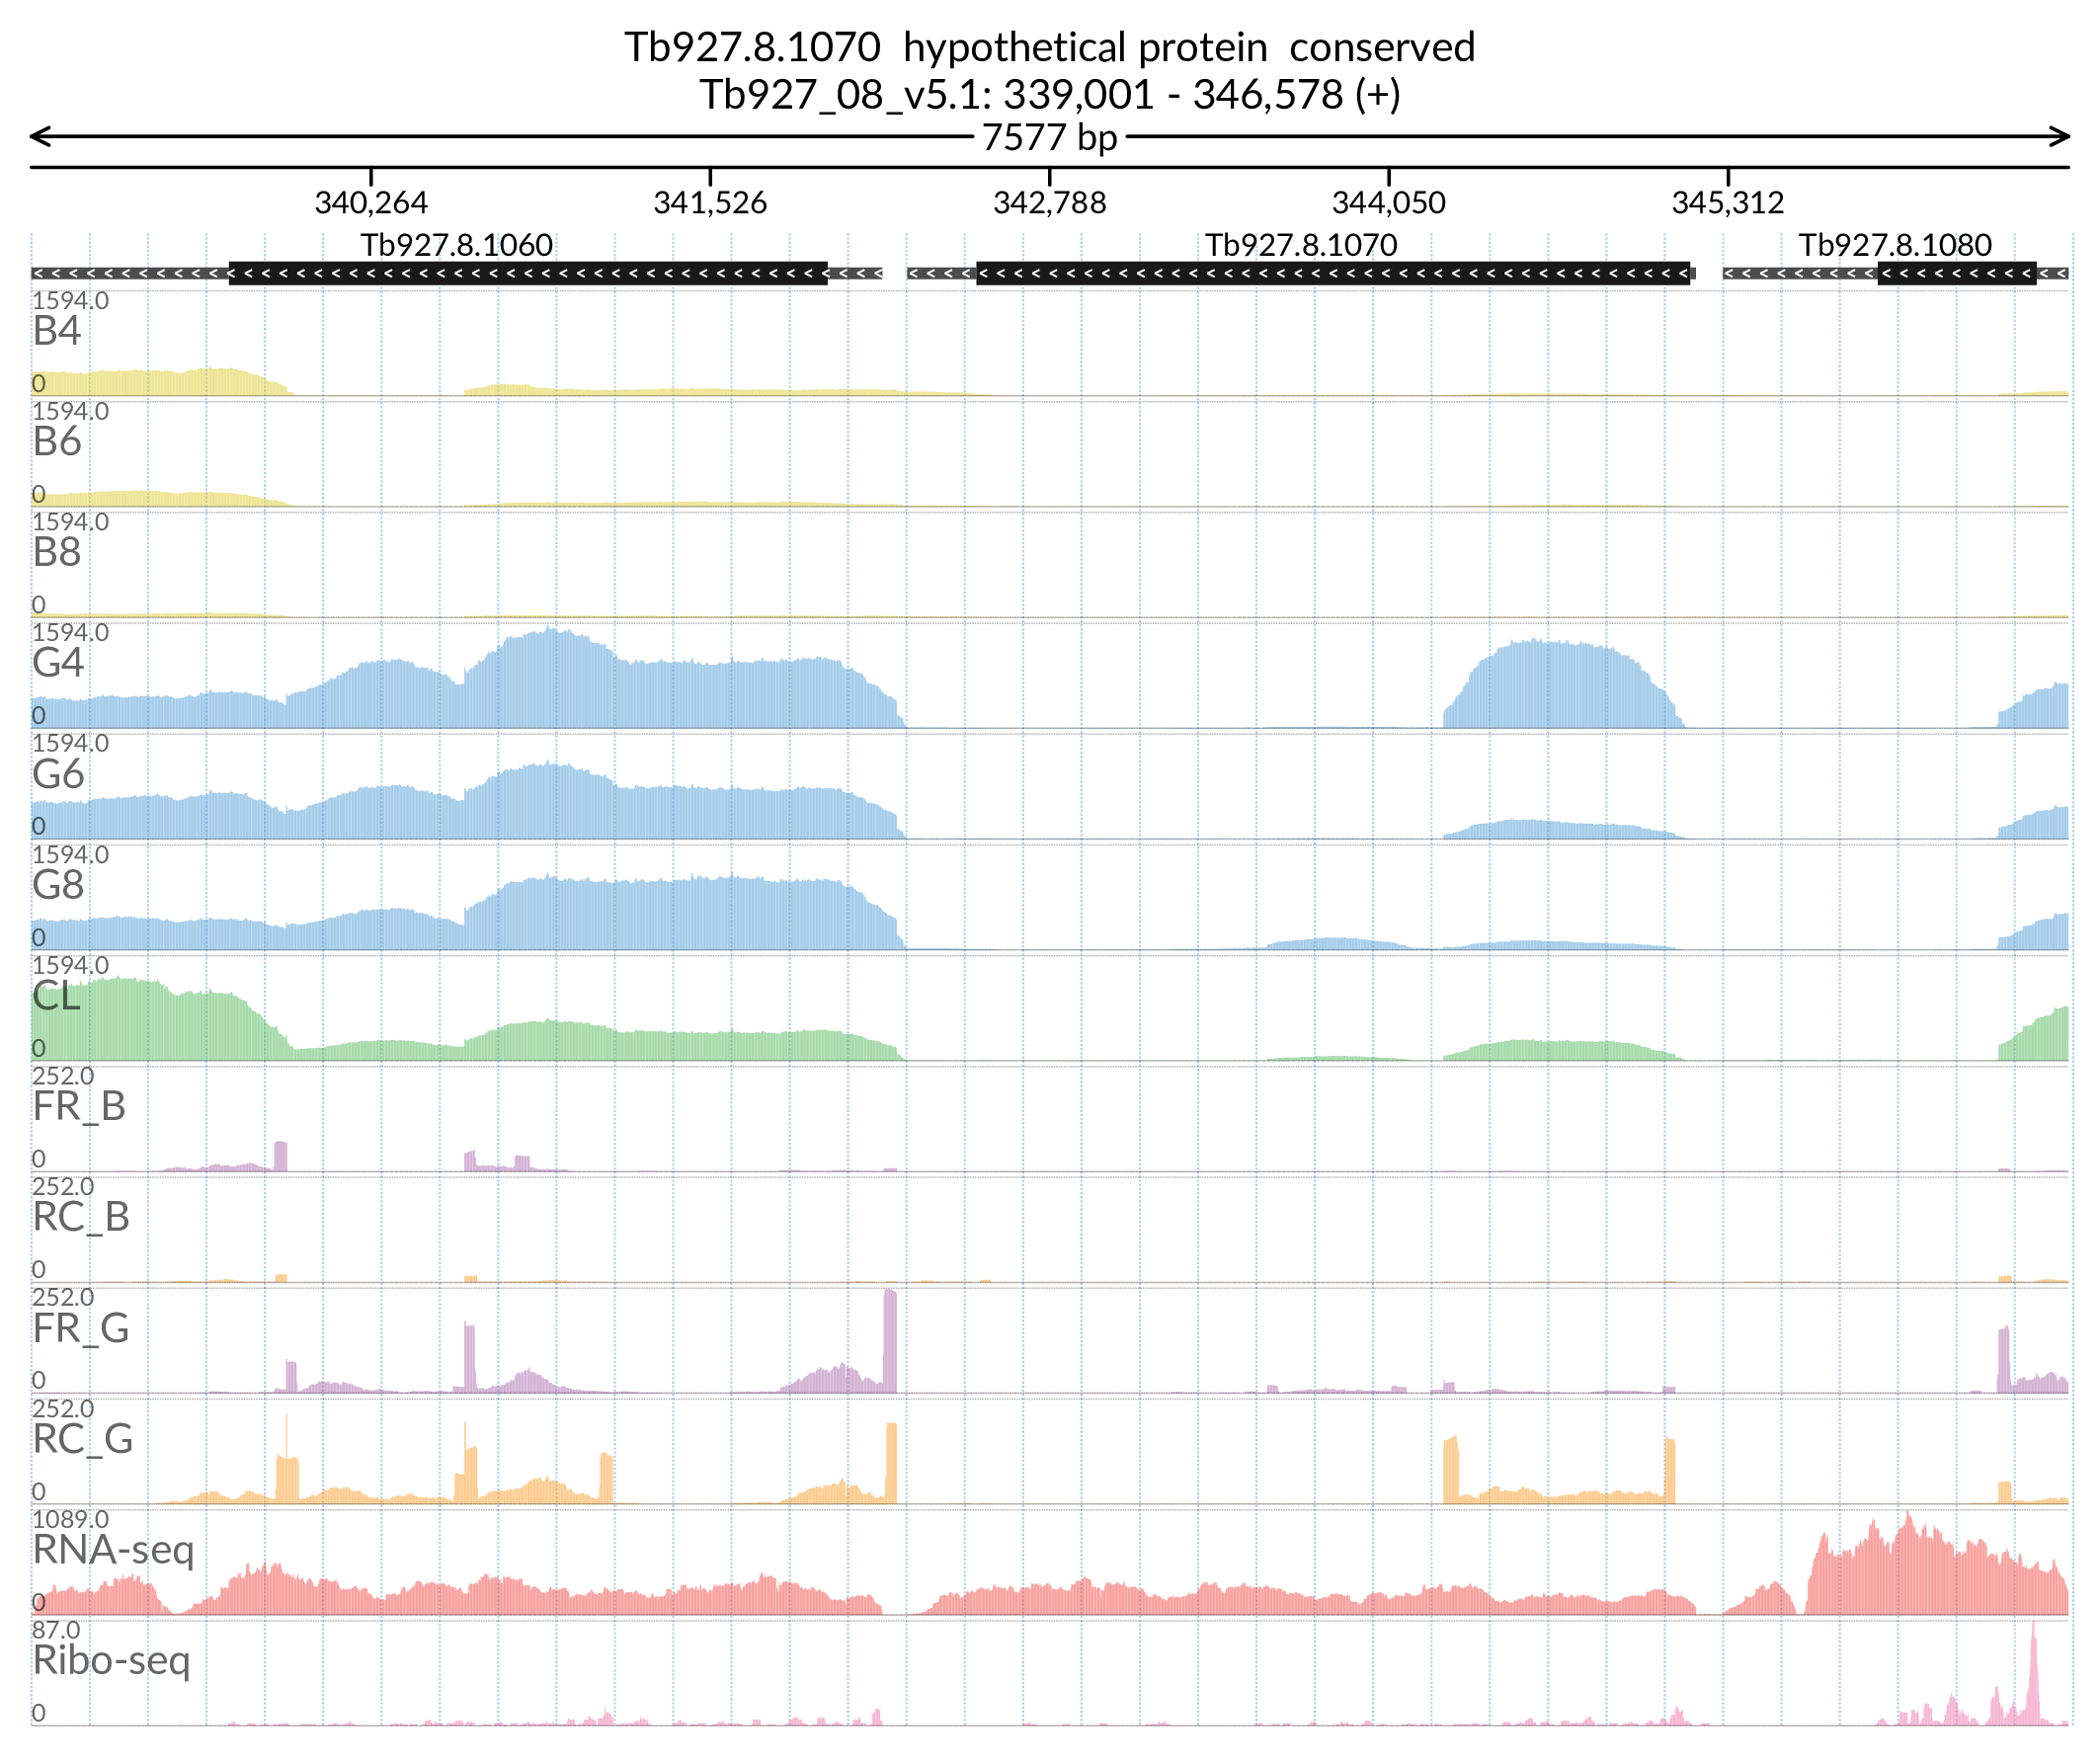 Tb927.8.1070  hypothetical protein  conserved
Tb927_08_v5.1: 339,001 - 346,578 (+)
7577 bp
340,264 341,526 342,788 344,050 345,312
Tb927.8.1060 Tb927.8.1070 Tb927.8.1080
1594.0
B4
0
1594.0
B6
0
1594.0
B8
0
1594.0
G4
0
1594.0
G6
0
1594.0
G8
0
1594.0
CL
0
252.0
FR_B
0
252.0
RC_B
0
252.0
FR_G
0
252.0
RC_G
0
1089.0
RNA-seq
0
87.0
Ribo-seq
0